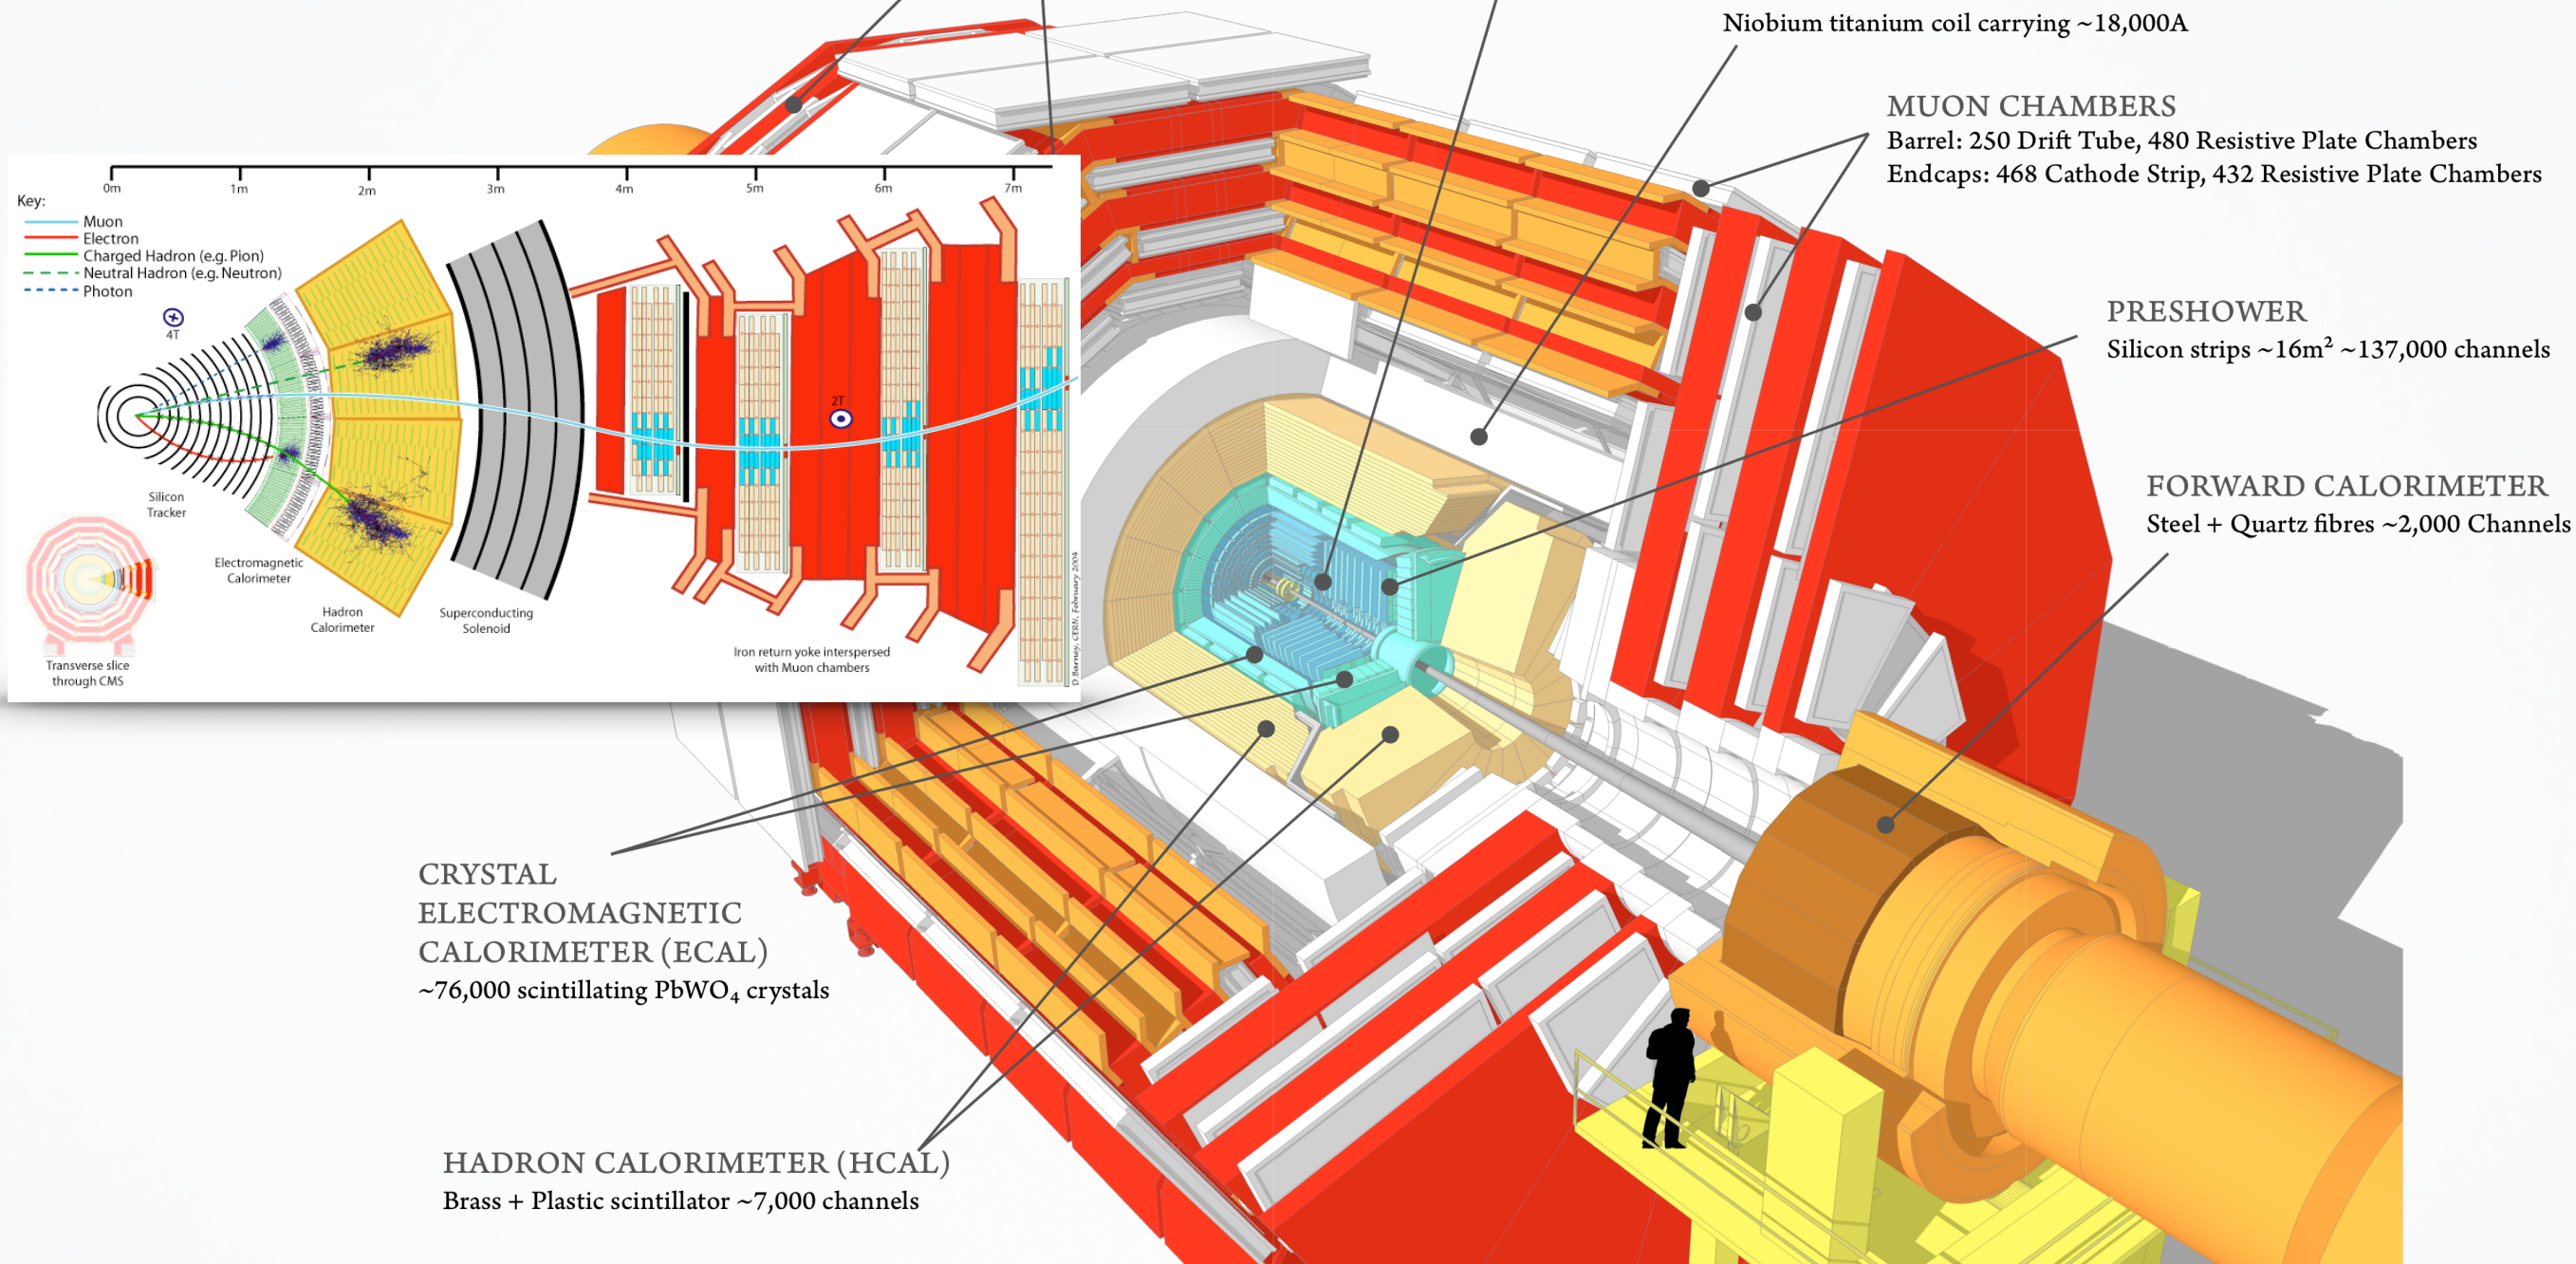 Niobium titanium coil carrying ~18,000A
MUON CHAMBERS
Barrel: 250 Drift Tube, 480 Resistive Plate Chambers
Endcaps: 468 Cathode Strip, 432 Resistive Plate Chambers
PRESHOWER
Silicon strips ~16m² ~137,000 channels
FORWARD CALORIMETER
Steel + Quartz fibres ~2,000 Channels
0m 1m 2m 3m 4m 5m 6m 7m
Key:
Muon
Electron
Charged Hadron (e.g. Pion)
Neutral Hadron (e.g. Neutron)
Photon
4T
2T
Silicon
Tracker
Electromagnetic
Calorimeter
Hadron
Calorimeter
Superconducting
Solenoid
Iron return yoke interspersed
with Muon chambers
Transverse slice
through CMS
D.Barney, CERN, February 2004
CRYSTAL
ELECTROMAGNETIC
CALORIMETER (ECAL)
~76,000 scintillating PbWO₄ crystals
HADRON CALORIMETER (HCAL)
Brass + Plastic scintillator ~7,000 channels